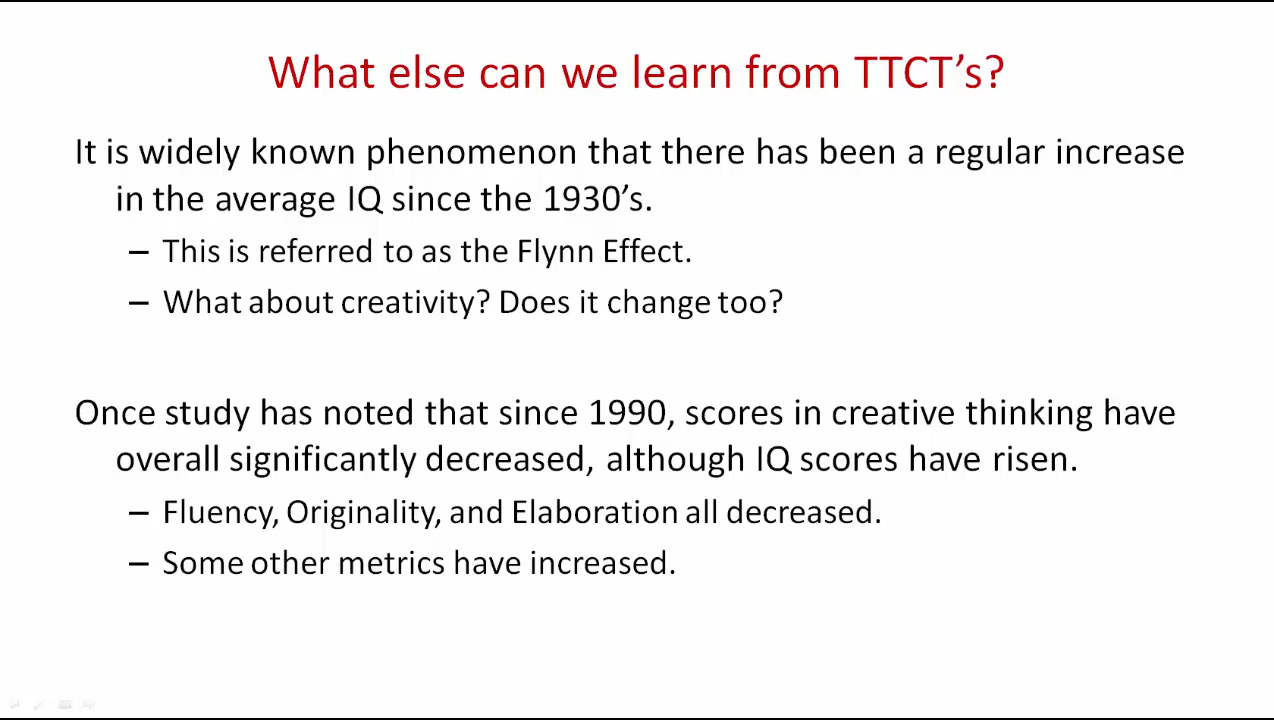 What else can we learn from TTCT’s?
It is widely known phenomenon that there has been a regular increase
in the average IQ since the 1930’s.
– This is referred to as the Flynn Effect.
– What about creativity? Does it change too?
Once study has noted that since 1990, scores in creative thinking have
overall significantly decreased, although IQ scores have risen.
– Fluency, Originality, and Elaboration all decreased.
– Some other metrics have increased.